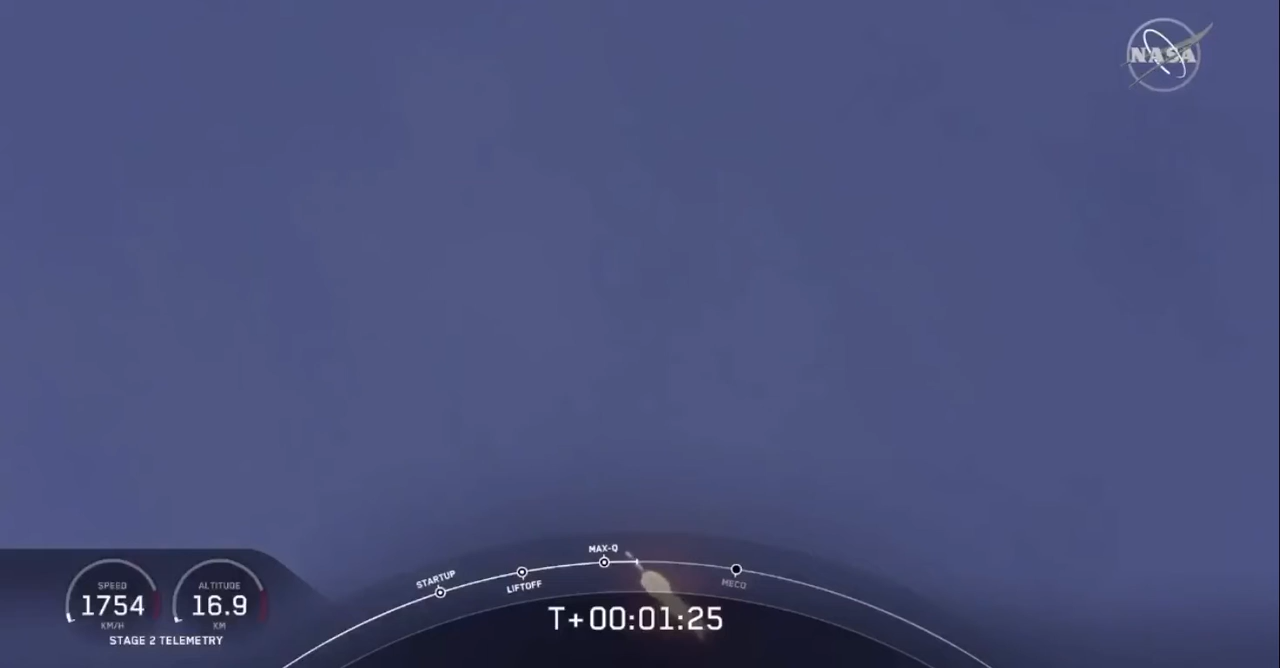 NASA
STARTUP
LIFTOFF
MAX-Q
MECO
SPEED
1754
KM/H
ALTITUDE
16.9
KM
STAGE 2 TELEMETRY
T+00:01:25